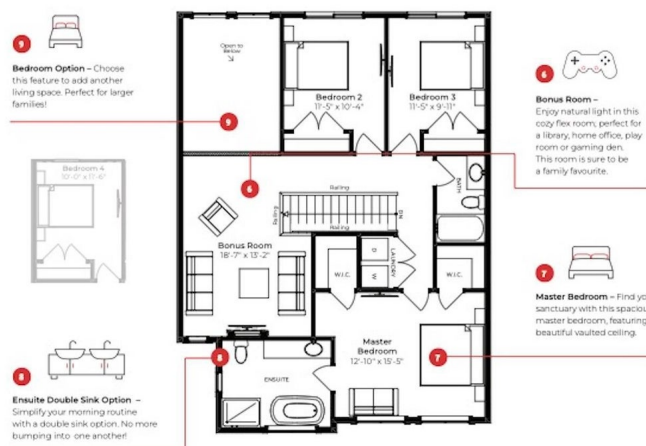 9
Bedroom Option – Choose
this feature to add another
living space. Perfect for larger
families!
Bedroom 4
10'-0" x 11'-6"
8
Ensuite Double Sink Option –
Simplify your morning routine
with a double sink option. No more
bumping into one another!
Open to
Below
9
Bedroom 2
11'-5" x 10'-4"
Bedroom 3
11'-5" x 9'-11"
6
Railing
Railing
Railing
DN
BATH
Bonus Room
18'-7" x 13'-2"
W.I.C.
D
W
LAUNDRY
W.I.C.
Master
Bedroom
12'-10" x 15'-5"
7
8
ENSUITE
6
Bonus Room –
Enjoy natural light in this
cozy flex room, perfect for
a library, home office, play
room or gaming den.
This room is sure to be
a family favourite.
7
Master Bedroom – Find yo
sanctuary with this spaciou
master bedroom, featuring
beautiful vaulted ceiling.